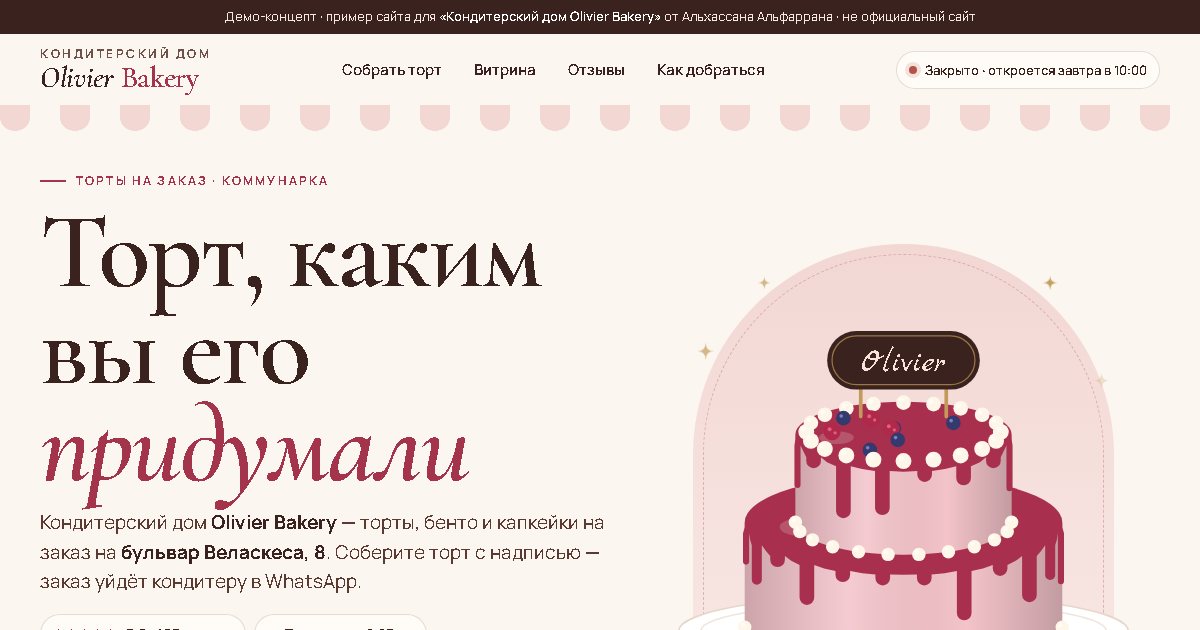 Демо-концепт · пример сайта для «Кондитерский дом Olivier Bakery» от Альхассана Альфаррана · не официальный сайт
КОНДИТЕРСКИЙ ДОМ
Olivier Bakery
Собрать торт Витрина Отзывы Как добраться
Закрыто · откроется завтра в 10:00
ТОРТЫ НА ЗАКАЗ · КОММУНАРКА
Торт, каким
вы его
придумали
Olivier
Кондитерский дом Olivier Bakery — торты, бенто и капкейки на
заказ на бульвар Веласкеса, 8. Соберите торт с надписью —
заказ уйдёт кондитеру в WhatsApp.